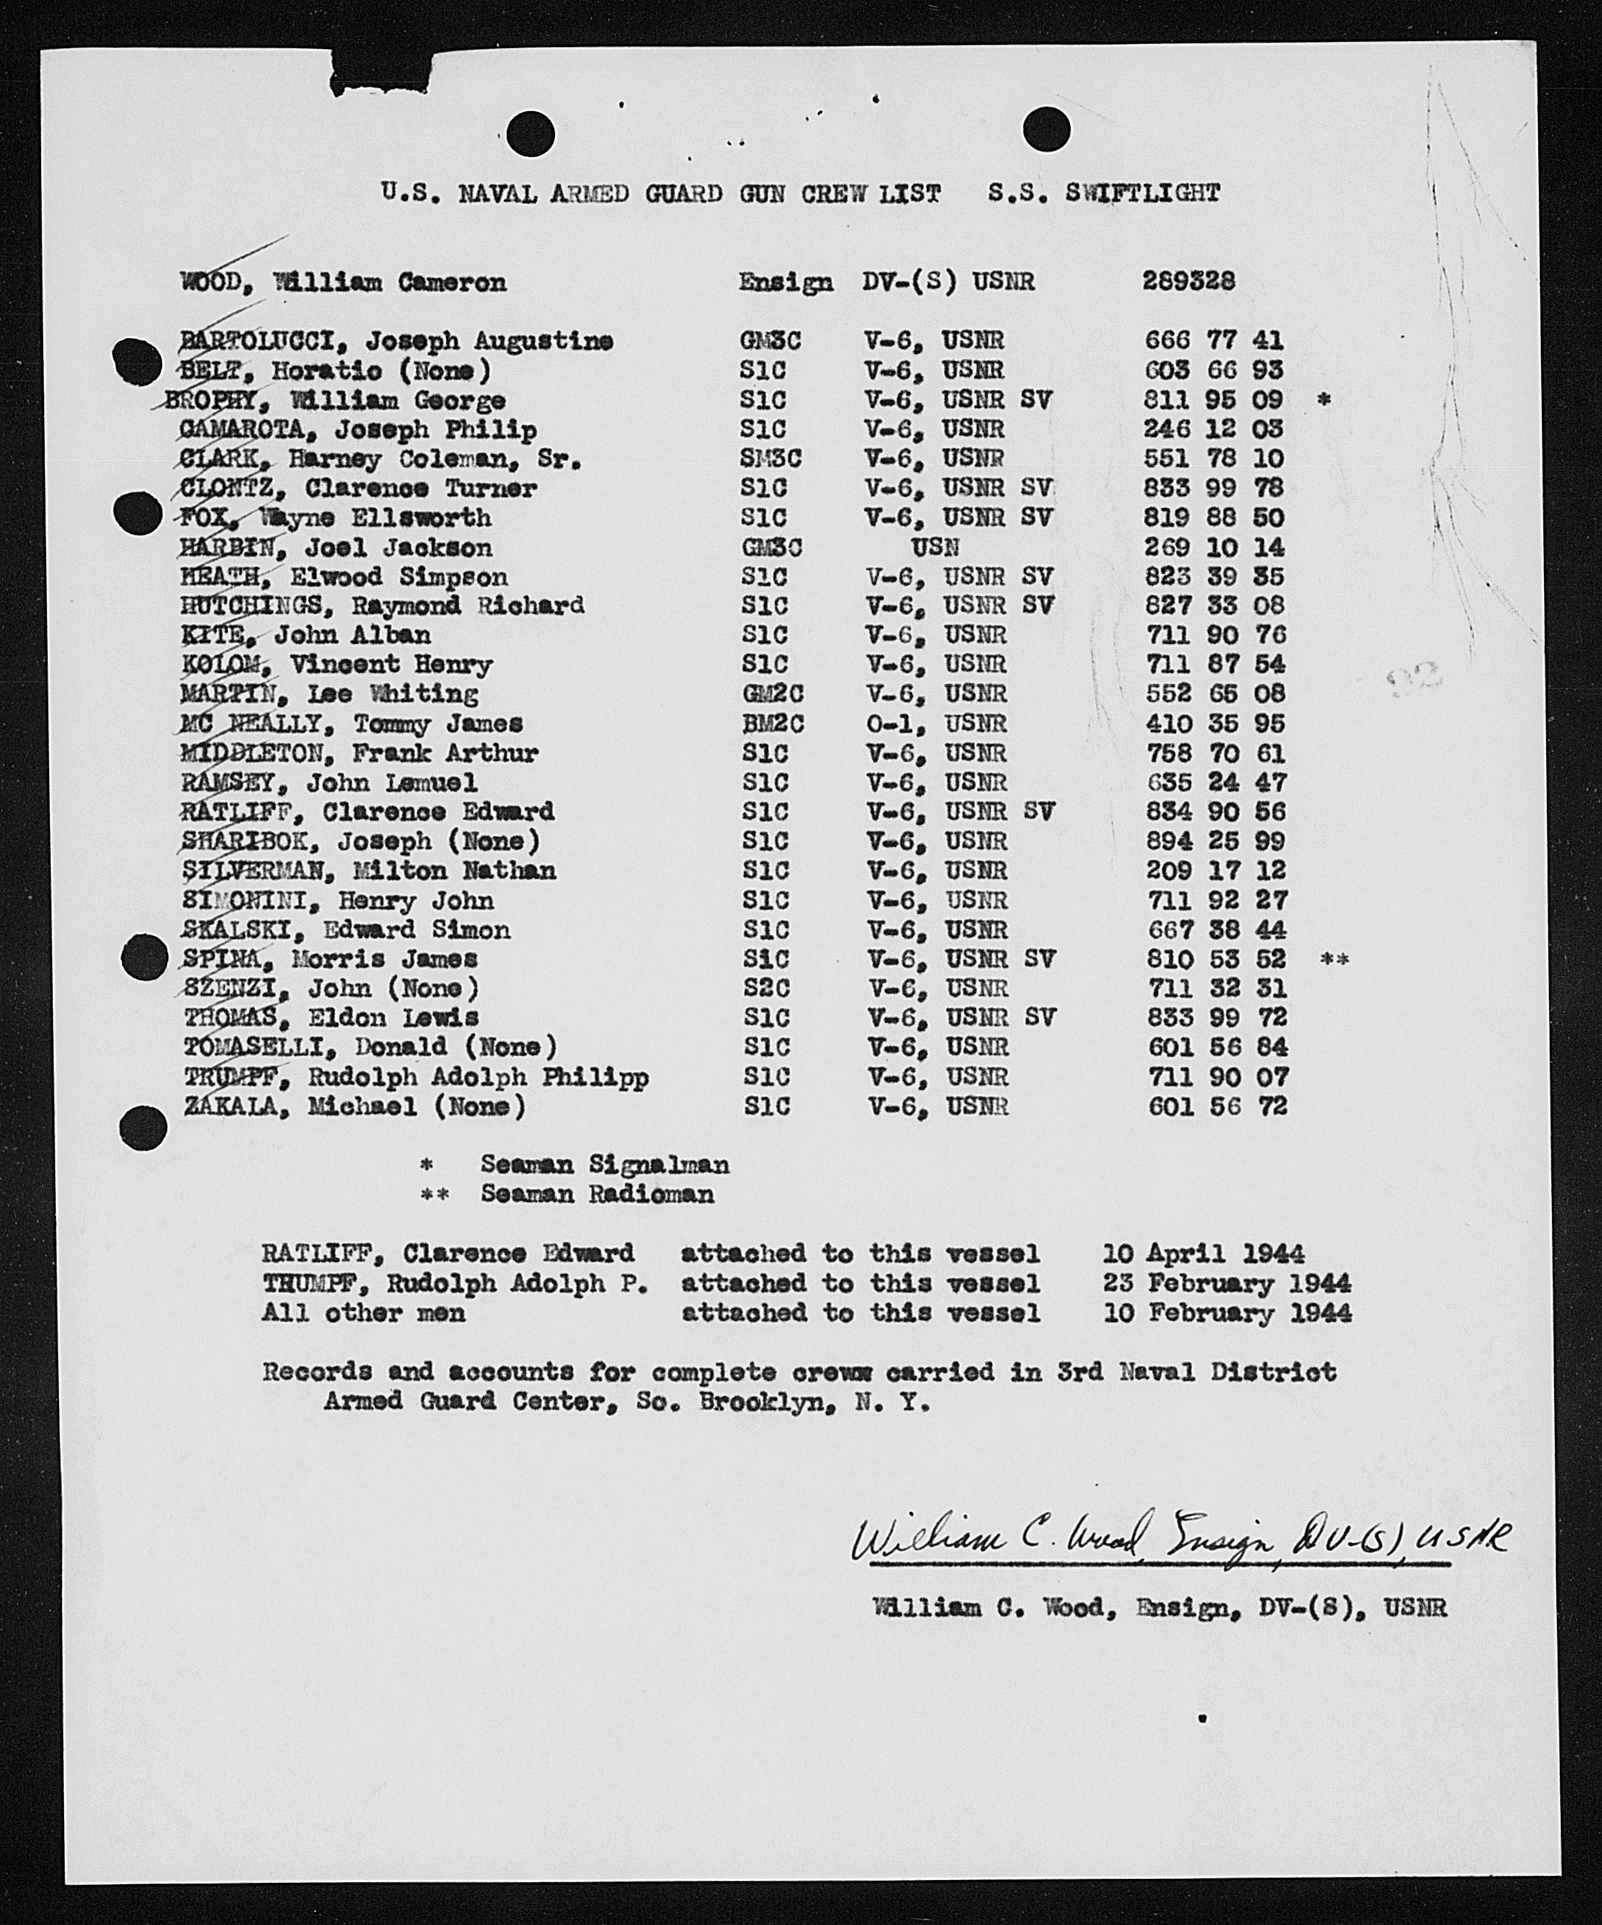 U.S. NAVAL ARMED GUARD GUN CREW LIST S.S. SWIFTLIGHT
WOOD, William Cameron Ensign DV-(S) USNR 289328
BARTOLUCCI, Joseph Augustine GM3C V-6, USNR 666 77 41
BELT, Horatio (None) S1C V-6, USNR 603 66 93
BROPHY, William George S1C V-6, USNR SV 811 95 09 *
CAMAROTA, Joseph Philip S1C V-6, USNR 246 12 03
CLARK, Harney Coleman, Sr. SM3C V-6, USNR 551 78 10
CLONTZ, Clarence Turner S1C V-6, USNR SV 833 99 78
FOX, Wayne Ellsworth S1C V-6, USNR SV 819 88 50
HARBIN, Joel Jackson GM3C USN 269 10 14
HEATH, Elwood Simpson S1C V-6, USNR SV 823 39 35
HUTCHINGS, Raymond Richard S1C V-6, USNR SV 827 33 08
KITE, John Alban S1C V-6, USNR 711 90 76
KOLOM, Vincent Henry S1C V-6, USNR 711 87 54
MARTIN, Lee Whiting GM2C V-6, USNR 552 65 08
MC NEALLY, Tommy James BM2C O-1, USNR 410 35 95
MIDDLETON, Frank Arthur S1C V-6, USNR 758 70 61
RAMSEY, John Lemuel S1C V-6, USNR 635 24 47
RATLIFF, Clarence Edward S1C V-6, USNR SV 834 90 56
SHARIBOK, Joseph (None) S1C V-6, USNR 894 25 99
SILVERMAN, Milton Nathan S1C V-6, USNR 209 17 12
SIMONINI, Henry John S1C V-6, USNR 711 92 27
SKALSKI, Edward Simon S1C V-6, USNR 667 38 44
SPINA, Morris James S1C V-6, USNR SV 810 53 52 **
SZENZI, John (None) S2C V-6, USNR 711 32 31
THOMAS, Eldon Lewis S1C V-6, USNR SV 833 99 72
TOMASELLI, Donald (None) S1C V-6, USNR 601 56 84
TRUMPF, Rudolph Adolph Philipp S1C V-6, USNR 711 90 07
ZAKALA, Michael (None) S1C V-6, USNR 601 56 72
* Seaman Signalman
** Seaman Radioman
RATLIFF, Clarence Edward attached to this vessel 10 April 1944
TRUMPF, Rudolph Adolph P. attached to this vessel 23 February 1944
All other men attached to this vessel 10 February 1944
Records and accounts for complete creww carried in 3rd Naval District
Armed Guard Center, So. Brooklyn, N. Y.
William C. Wood, Ensign, DV-(S), USNR
William C. Wood, Ensign, DV-(S), USNR